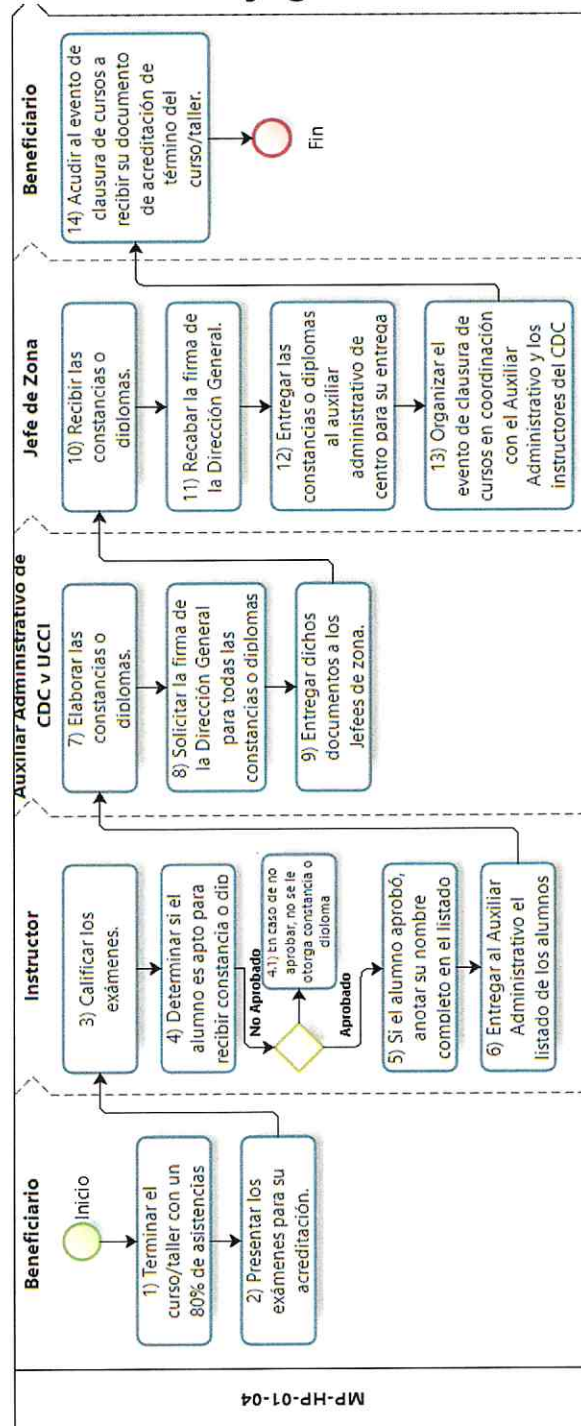 MP-HP-01-04
Beneficiario
Inicio
1) Terminar el
curso/taller con un
80% de asistencias
2) Presentar los
exámenes para su
acreditación.
Instructor
3) Calificar los
exámenes.
4) Determinar si el
alumno es apto para
recibir constancia o dio
No Aprobado
4.1) En caso de no
aprobar, no se le
otorga constancia o
diploma
Aprobado
5) Si el alumno aprobó,
anotar su nombre
completo en el listado
6) Entregar al Auxiliar
Administrativo el
listado de los alumnos
Auxiliar Administrativo de
CDC y UCCI
7) Elaborar las
constancias o
diplomas.
8) Solicitar la firma de
la Dirección General
para todas las
constancias o diplomas
9) Entregar dichos
documentos a los
Jefees de zona.
Jefe de Zona
10) Recibir las
constancias o
diplomas.
11) Recabar la firma de
la Dirección General.
12) Entregar las
constancias o diplomas
al auxiliar
administrativo de
centro para su entrega
13) Organizar el
evento de clausura de
cursos en coordinación
con el Auxiliar
Administrativo y los
instructores del CDC
Beneficiario
14) Acudir al evento de
clausura de cursos a
recibir su documento
de acreditación de
término del
curso/taller.
Fin